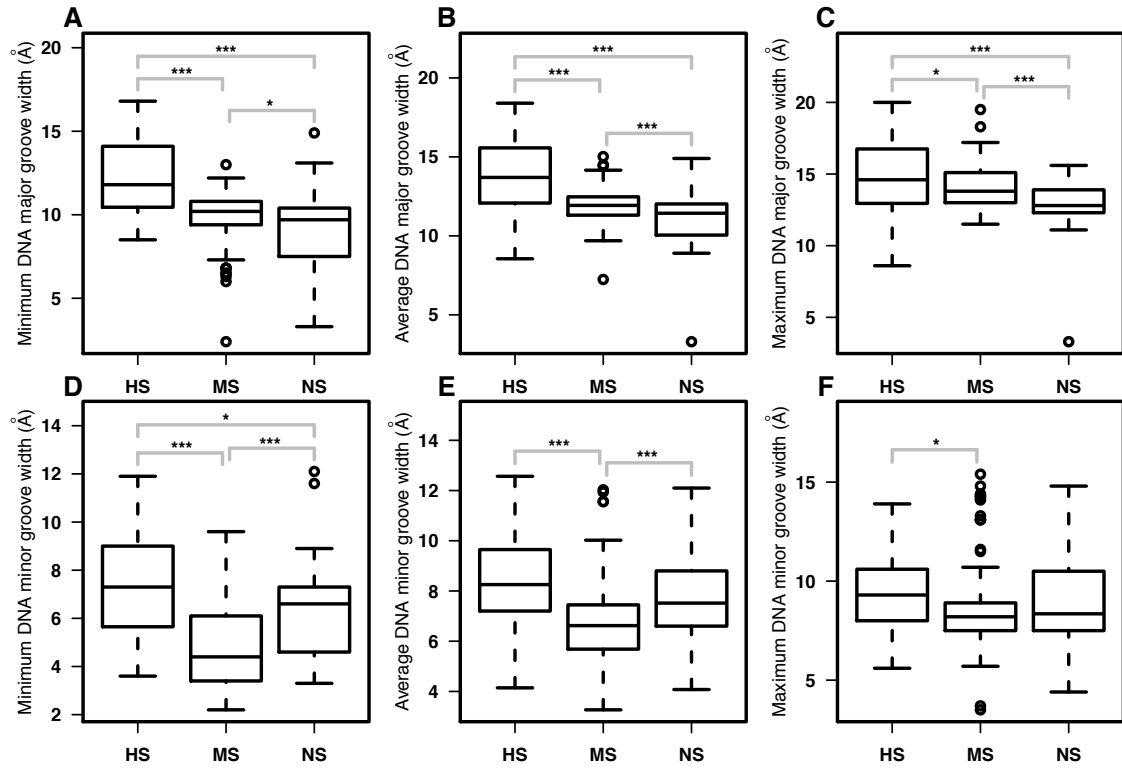 A
Minimum DNA major groove width (Å)
20
15
10
5
***
***
*
HS MS NS
B
Average DNA major groove width (Å)
20
15
10
5
***
***
***
HS MS NS
C
Maximum DNA major groove width (Å)
20
15
10
5
***
*
***
HS MS NS
D
Minimum DNA minor groove width (Å)
14
12
10
8
6
4
2
*
***
***
HS MS NS
E
Average DNA minor groove width (Å)
14
12
10
8
6
4
***
***
HS MS NS
F
Maximum DNA minor groove width (Å)
15
10
5
*
HS MS NS